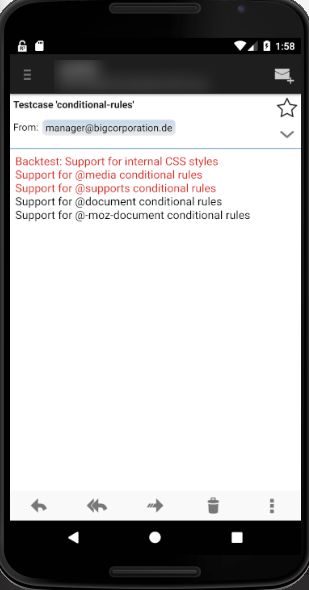 1:58
Testcase 'conditional-rules'
From: manager@bigcorporation.de
Backtest: Support for internal CSS styles
Support for @media conditional rules
Support for @supports conditional rules
Support for @document conditional rules
Support for @-moz-document conditional rules